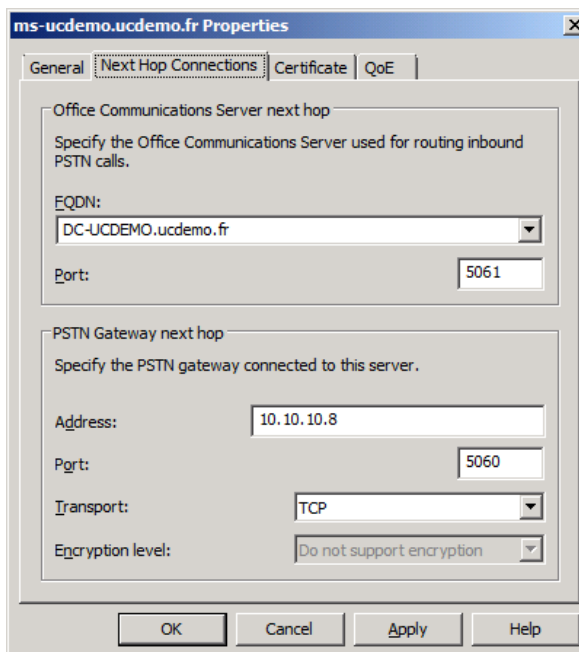 ms-ucdemo.ucdemo.fr Properties
General Next Hop Connections Certificate QoE
Office Communications Server next hop
Specify the Office Communications Server used for routing inbound
PSTN calls.
FQDN:
DC-UCDEMO.ucdemo.fr
Port: 5061
PSTN Gateway next hop
Specify the PSTN gateway connected to this server.
Address: 10.10.10.8
Port: 5060
Transport: TCP
Encryption level: Do not support encryption
OK Cancel Apply Help